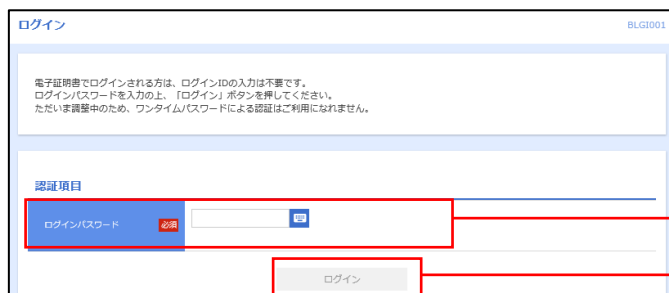 ログイン
BLGI001
電子証明書でログインされる方は、ログインIDの入力は不要です。
ログインパスワードを入力の上、「ログイン」ボタンを押してください。
ただいま調整中のため、ワンタイムパスワードによる認証はご利用になれません。
認証項目
ログインパスワード 必須
ログイン